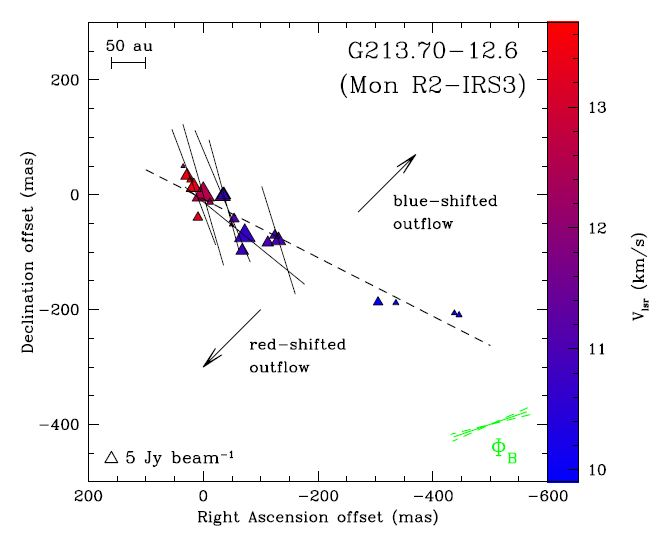 50 au
G213.70−12.6
(Mon R2−IRS3)
200
0
−200
−400
Declination offset (mas)
blue-shifted
outflow
red-shifted
outflow
△ 5 Jy beam⁻¹
Φ_B
200 0 −200 −400 −600
Right Ascension offset (mas)
13
12
11
10
V_lsr (km/s)